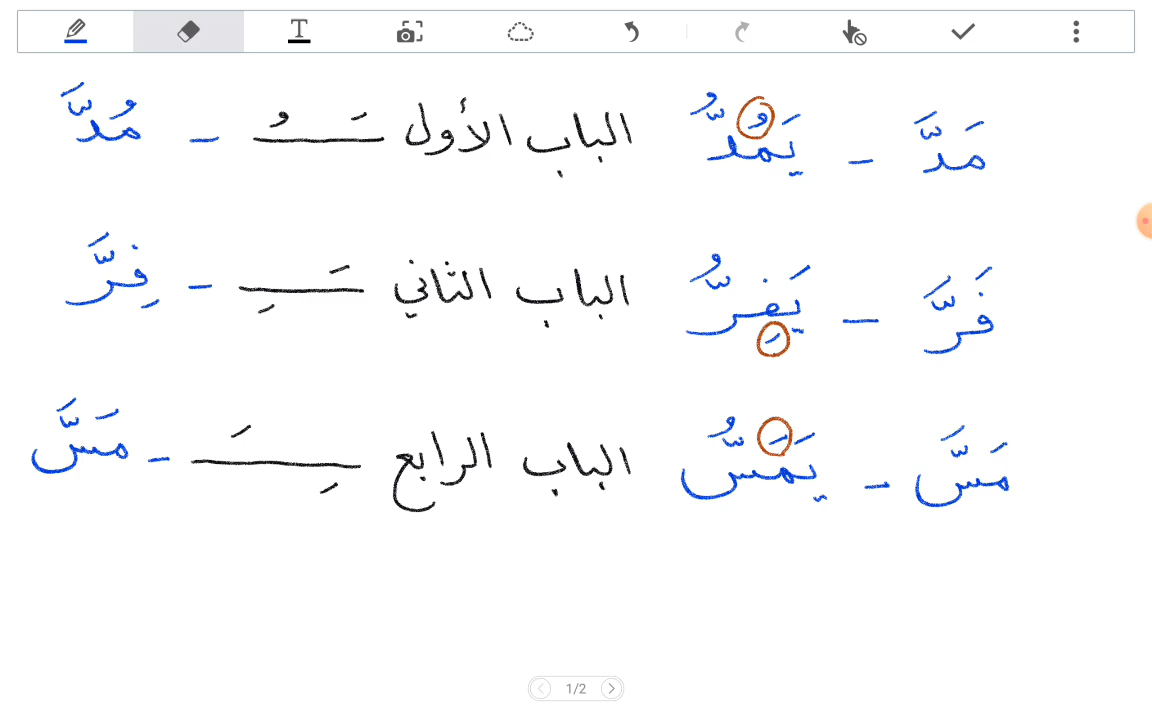 مَدَّ - يَمُدُّ الباب الأول ـَـُ - مُدَّ
فَرَّ - يَفِرُّ الباب الثاني ـَـِ - فِرَّ
مَسَّ - يَمَسُّ الباب الرابع ـِـَ - مَسَّ
T
1/2